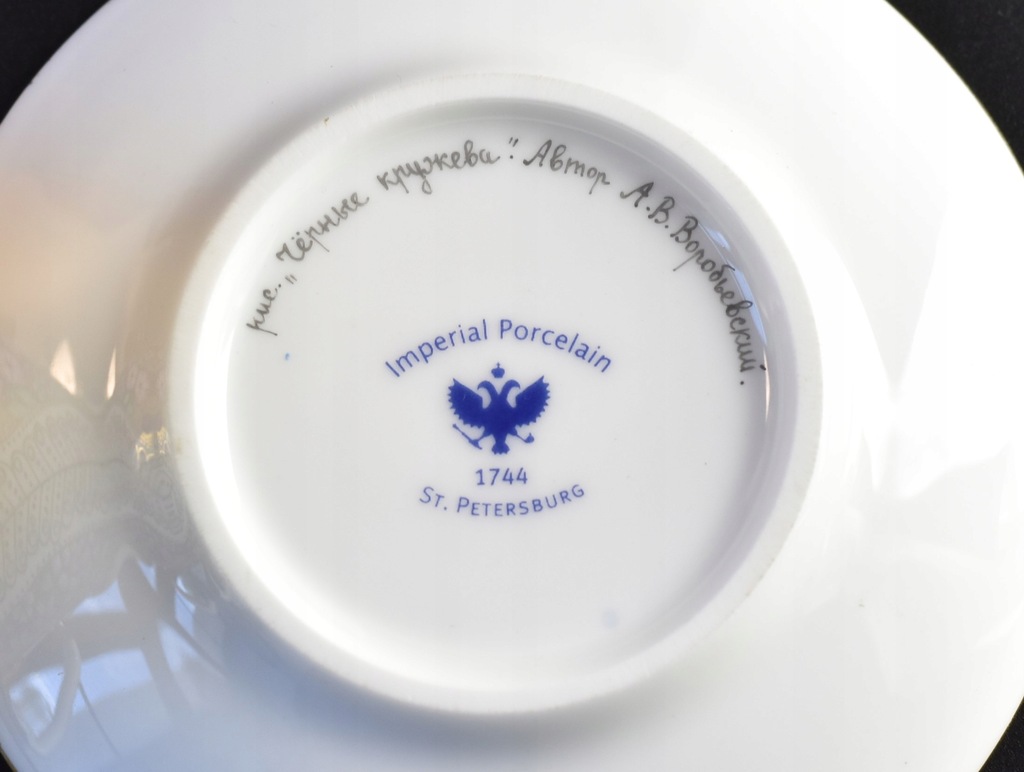 рис. „Чёрные кружева". Автор А.В.Воробьевский.
Imperial Porcelain
1744
ST. PETERSBURG